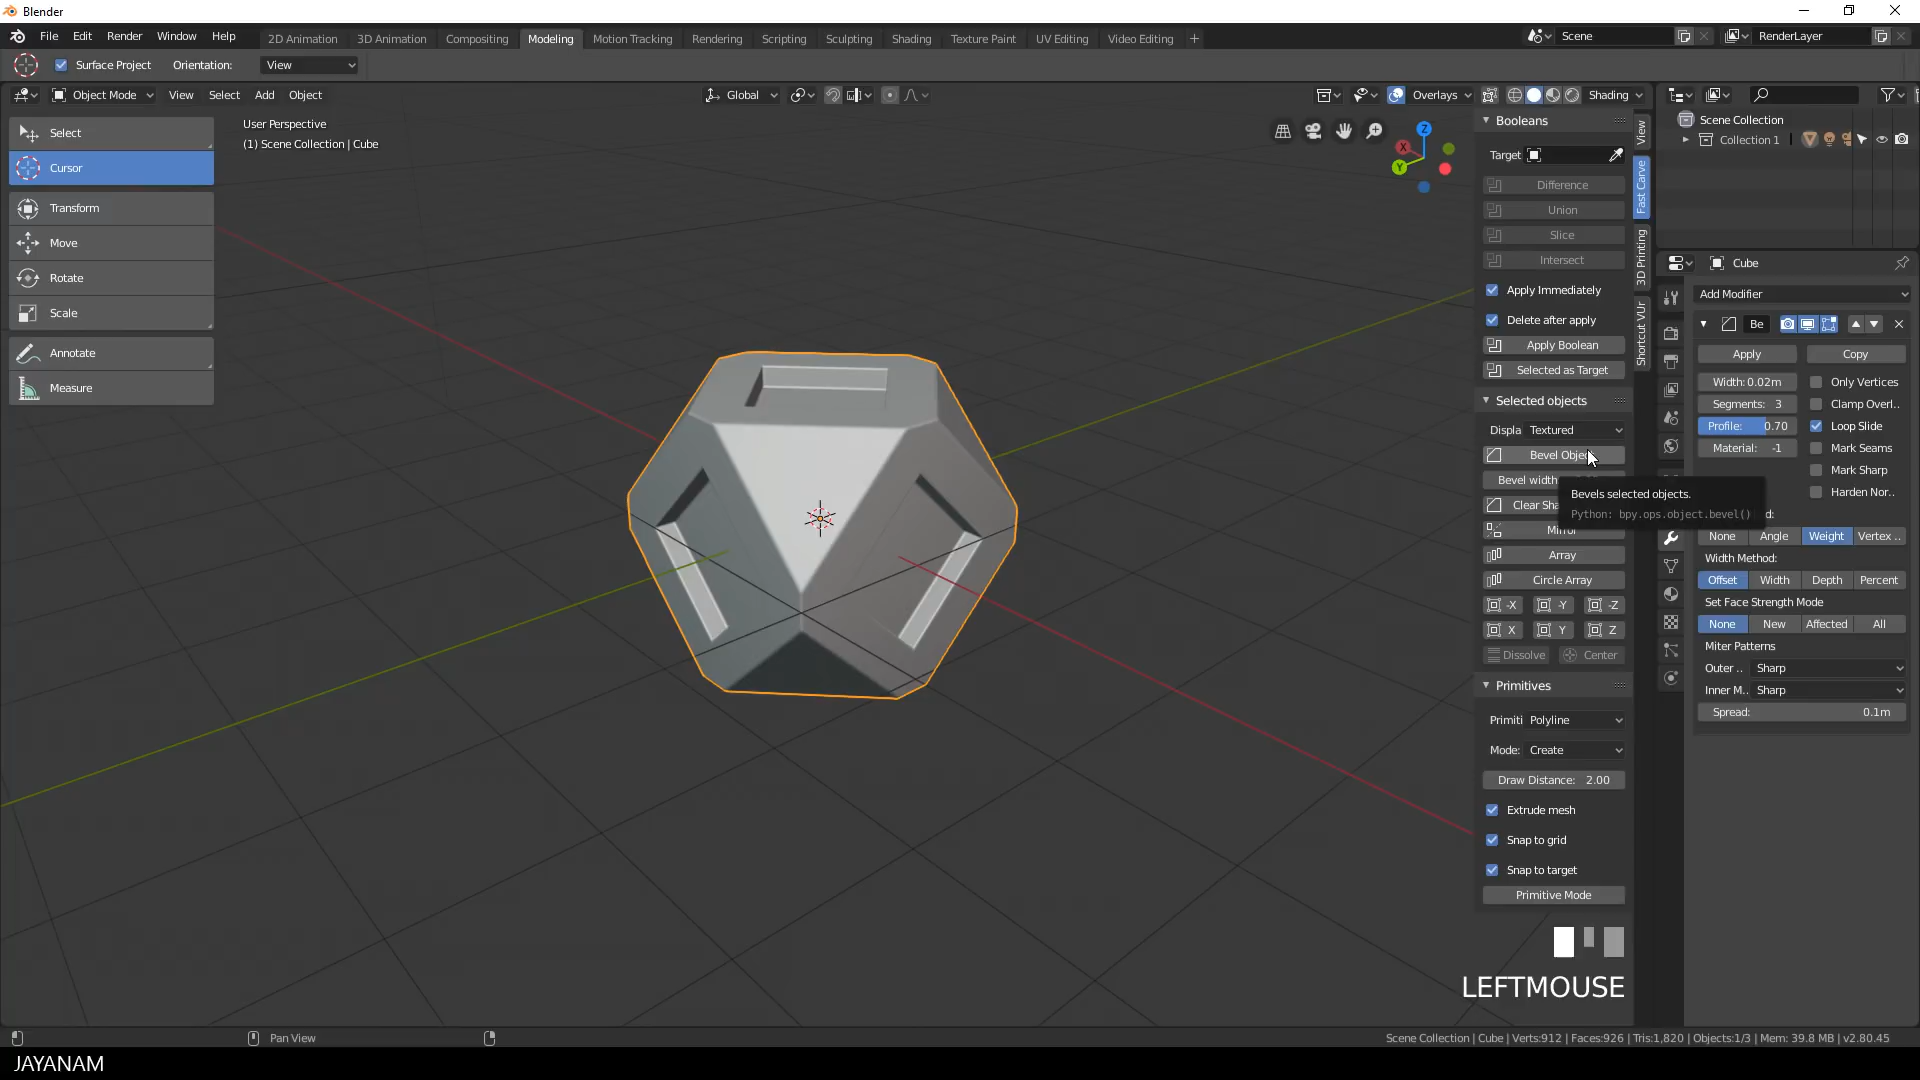 Blender
File Edit Render Window Help 2D Animation 3D Animation Compositing Modeling Motion Tracking Rendering Scripting Sculpting Shading Texture Paint UV Editing Video Editing Scene RenderLayer
Surface Project Orientation: View
Object Mode View Select Add Object Global Overlays Shading
Select
Cursor
Transform
Move
Rotate
Scale
Annotate
Measure
User Perspective
(1) Scene Collection | Cube
Z
X
Y
Booleans
Target
Difference
Union
Slice
Intersect
Apply Immediately
Delete after apply
Apply Boolean
Selected as Target
Selected objects
Displa Textured
Bevel Objec
Bevel width
Clear Sha
Mirror
Array
Circle Array
-X -Y -Z
X Y Z
Dissolve Center
Primitives
Primiti Polyline
Mode: Create
Draw Distance: 2.00
Extrude mesh
Snap to grid
Snap to target
Primitive Mode
Bevels selected objects.
Python: bpy.ops.object.bevel()
View
Fast Carve
3D Printing
Shortcut VUr
Scene Collection
Collection 1
Cube
Add Modifier
Be
Apply Copy
Width: 0.02m Only Vertices
Segments: 3 Clamp Overl..
Profile: 0.70 Loop Slide
Material: -1 Mark Seams
Mark Sharp
Harden Nor..
d:
None Angle Weight Vertex ..
Width Method:
Offset Width Depth Percent
Set Face Strength Mode
None New Affected All
Miter Patterns
Outer .. Sharp
Inner M.. Sharp
Spread: 0.1m
LEFTMOUSE
Pan View
Scene Collection | Cube | Verts:912 | Faces:926 | Tris:1,820 | Objects:1/3 | Mem: 39.8 MB | v2.80.45
JAYANAM